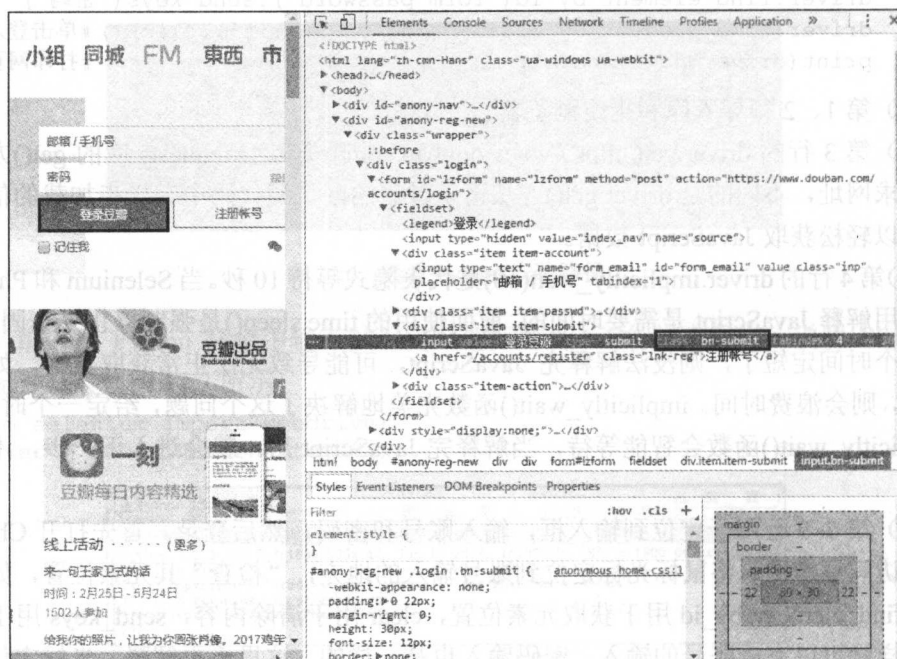 小组 同城 FM 東西 市
邮箱 / 手机号
密码
登录豆瓣 注册帐号
记住我
豆瓣出品
Produced by Douban
一刻
豆瓣每日内容精选
线上活动 · · · · · · ( 更多 )
来一句王家卫式的话
时间：2月25日 - 5月24日
1502人参加
给我你的照片，让我为你画张肖像。2017鸡年
Elements Console Sources Network Timeline Profiles Application »
<!DOCTYPE html>
<html lang="zh-cmn-Hans" class="ua-windows ua-webkit">
▶<head>…</head>
▼<body>
▶<div id="anony-nav">…</div>
▼<div id="anony-reg-new">
▼<div class="wrapper">
::before
▼<div class="login">
▼<form id="lzform" name="lzform" method="post" action="https://www.douban.com/
accounts/login">
▼<fieldset>
<legend>登录</legend>
<input type="hidden" value="index_nav" name="source">
▼<div class="item item-account">
<input type="text" name="form_email" id="form_email" value class="inp"
placeholder="邮箱 / 手机号" tabindex="1">
</div>
▶<div class="item item-passwd">…</div>
▼<div class="item item-submit">
input value 登录豆瓣 type submit class bn-submit tabindex 4
<a href="/accounts/register" class="lnk-reg">注册帐号</a>
</div>
▶<div class="item-action">…</div>
</fieldset>
</form>
▶<div style="display:none;">…</div>
</div>
html body #anony-reg-new div div form#lzform fieldset div.item.item-submit input.bn-submit
Styles Event Listeners DOM Breakpoints Properties
Filter :hov .cls +
element.style {
}
#anony-reg-new .login .bn-submit { anonymous_home.css:1
-webkit-appearance: none;
padding:▶0 22px;
margin-right: 0;
height: 30px;
font-size: 12px;
border:▶none;
margin -
border -
padding -
22 22